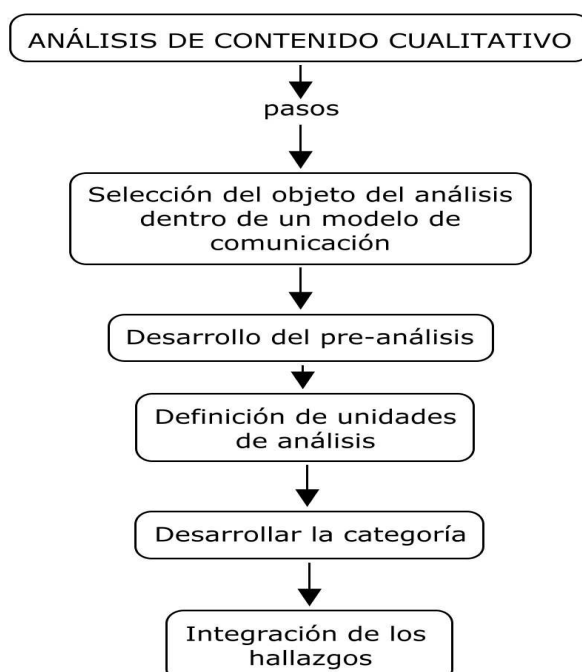 ANÁLISIS DE CONTENIDO CUALITATIVO
pasos
Selección del objeto del análisis
dentro de un modelo de
comunicación
Desarrollo del pre-análisis
Definición de unidades
de análisis
Desarrollar la categoría
Integración de los
hallazgos